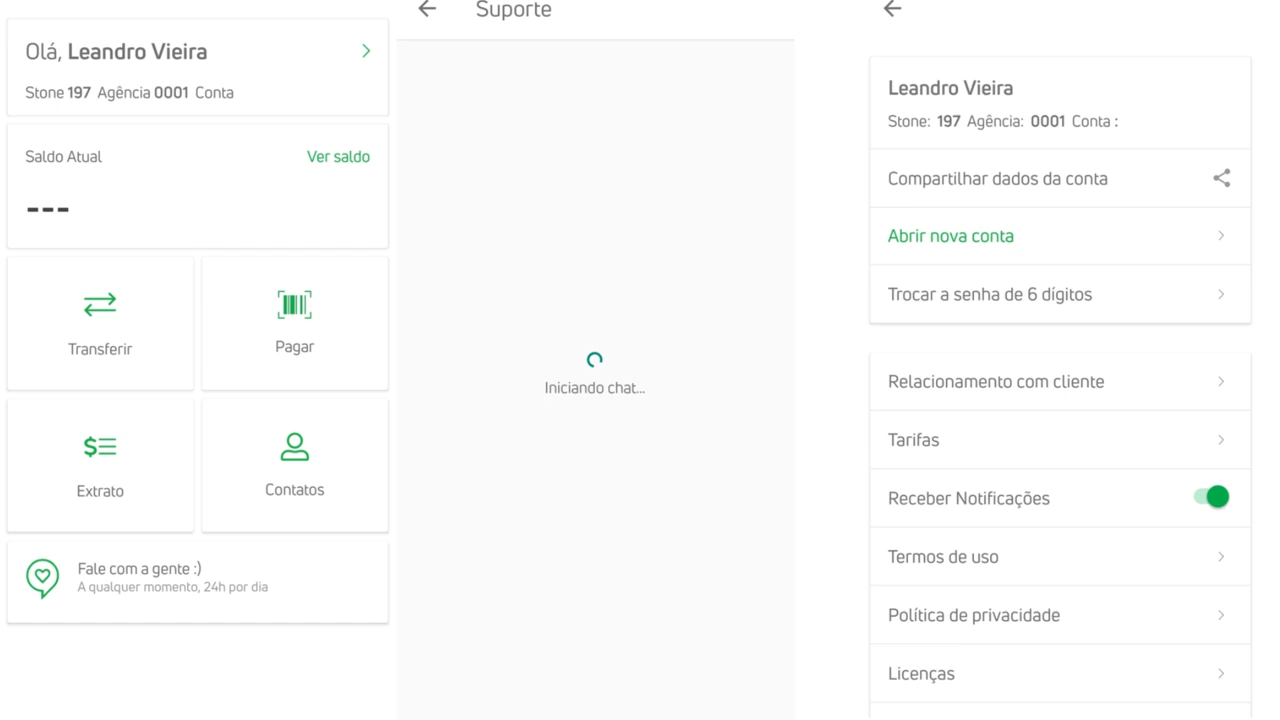 Olá, Leandro Vieira
Stone 197 Agência 0001 Conta
Saldo Atual
Ver saldo
---
Transferir
Pagar
Extrato
Contatos
Fale com a gente :)
A qualquer momento, 24h por dia
Suporte
Iniciando chat...
Leandro Vieira
Stone: 197 Agência: 0001 Conta :
Compartilhar dados da conta
Abrir nova conta
Trocar a senha de 6 dígitos
Relacionamento com cliente
Tarifas
Receber Notificações
Termos de uso
Política de privacidade
Licenças